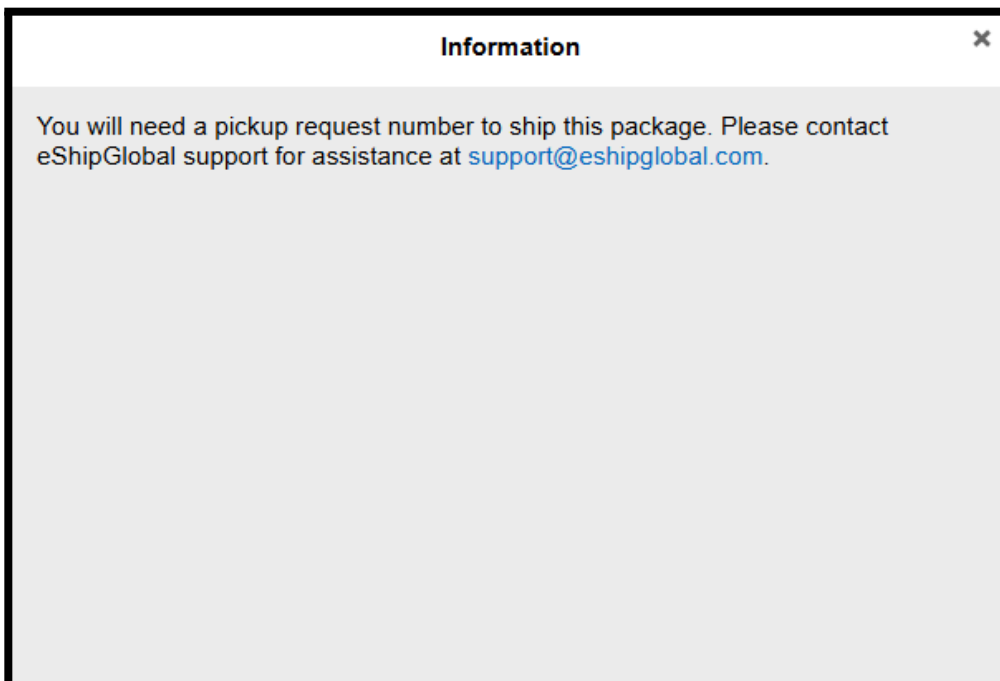 Information
You will need a pickup request number to ship this package. Please contact
eShipGlobal support for assistance at support@eshipglobal.com.